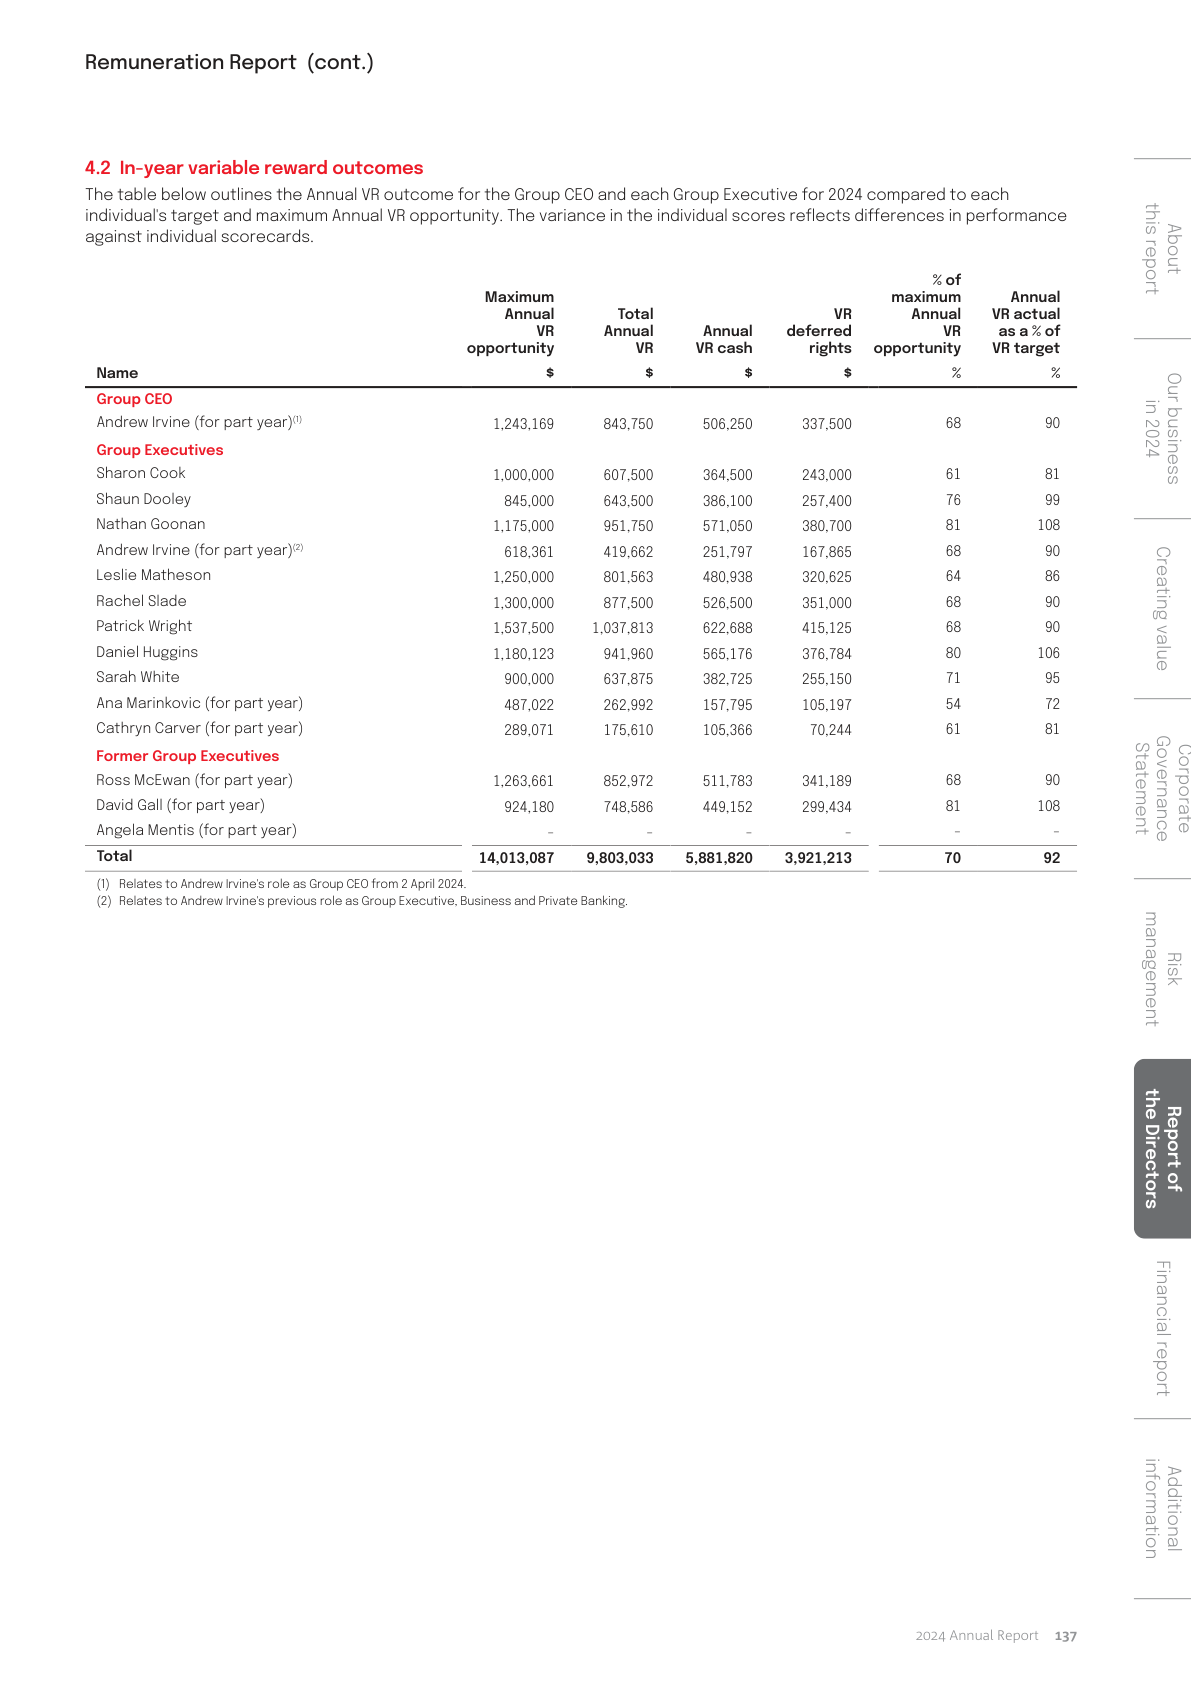 Remuneration Report (cont.)
4.2 In-year variable reward outcomes
The table below outlines the Annual VR outcome for the Group CEO and each Group Executive for 2024 compared to each
individual's target and maximum Annual VR opportunity. The variance in the individual scores reflects differences in performance
against individual scorecards.
% of
Maximum maximum Annual
Annual Total VR Annual VR actual
VR Annual Annual deferred VR as a % of
opportunity VR VR cash rights opportunity VR target
Name $ $ $ $ % %
Group CEO
Andrew Irvine (for part year)(1) 1,243,169 843,750 506,250 337,500 68 90
Group Executives
Sharon Cook 1,000,000 607,500 364,500 243,000 61 81
Shaun Dooley 845,000 643,500 386,100 257,400 76 99
Nathan Goonan 1,175,000 951,750 571,050 380,700 81 108
Andrew Irvine (for part year)(2) 618,361 419,662 251,797 167,865 68 90
Leslie Matheson 1,250,000 801,563 480,938 320,625 64 86
Rachel Slade 1,300,000 877,500 526,500 351,000 68 90
Patrick Wright 1,537,500 1,037,813 622,688 415,125 68 90
Daniel Huggins 1,180,123 941,960 565,176 376,784 80 106
Sarah White 900,000 637,875 382,725 255,150 71 95
Ana Marinkovic (for part year) 487,022 262,992 157,795 105,197 54 72
Cathryn Carver (for part year) 289,071 175,610 105,366 70,244 61 81
Former Group Executives
Ross McEwan (for part year) 1,263,661 852,972 511,783 341,189 68 90
David Gall (for part year) 924,180 748,586 449,152 299,434 81 108
Angela Mentis (for part year) – – – – – –
Total 14,013,087 9,803,033 5,881,820 3,921,213 70 92
(1) Relates to Andrew Irvine's role as Group CEO from 2 April 2024.
(2) Relates to Andrew Irvine's previous role as Group Executive, Business and Private Banking.
About
this report
Our business
in 2024
Creating value
Corporate
Governance
Statement
Risk
management
Report of
the Directors
Financial report
Additional
information
2024 Annual Report 137